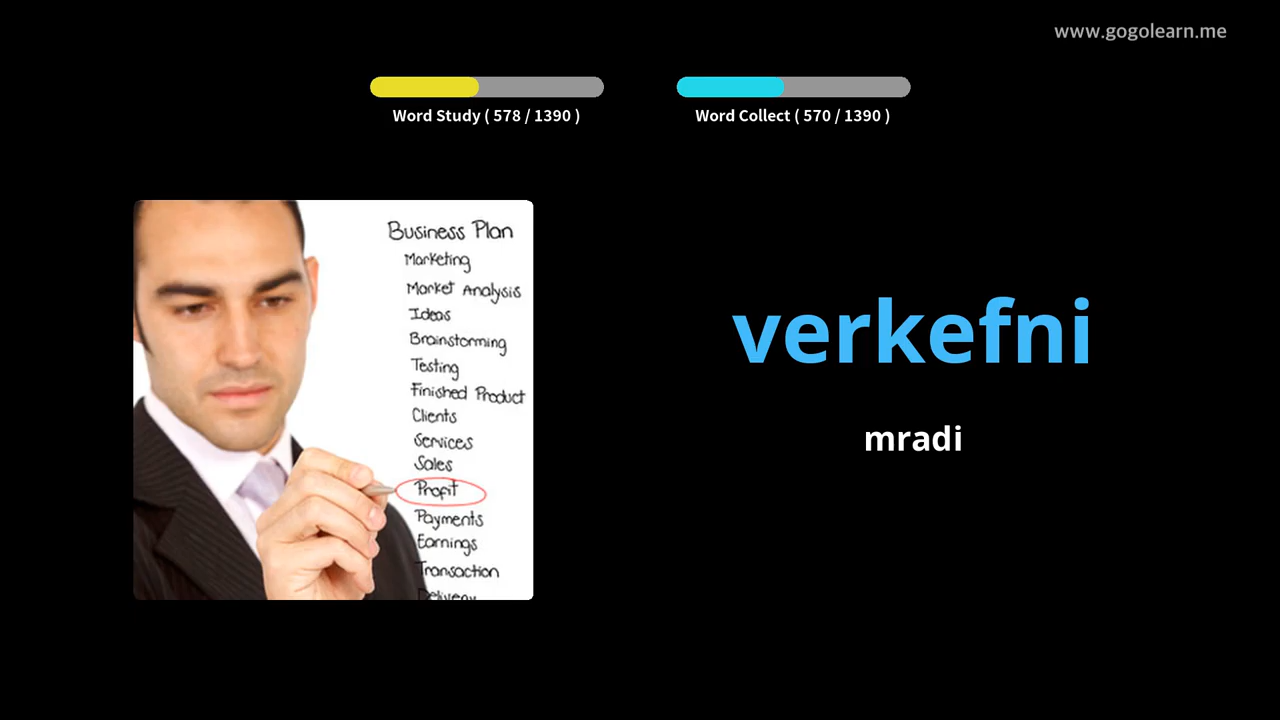 www.gogolearn.me
Word Study ( 578 / 1390 )
Word Collect ( 570 / 1390 )
Business Plan
Marketing
Market Analysis
Ideas
Brainstorming
Testing
Finished Product
Clients
Services
Sales
Profit
Payments
Earnings
Transaction
Delivery
verkefni
mradi